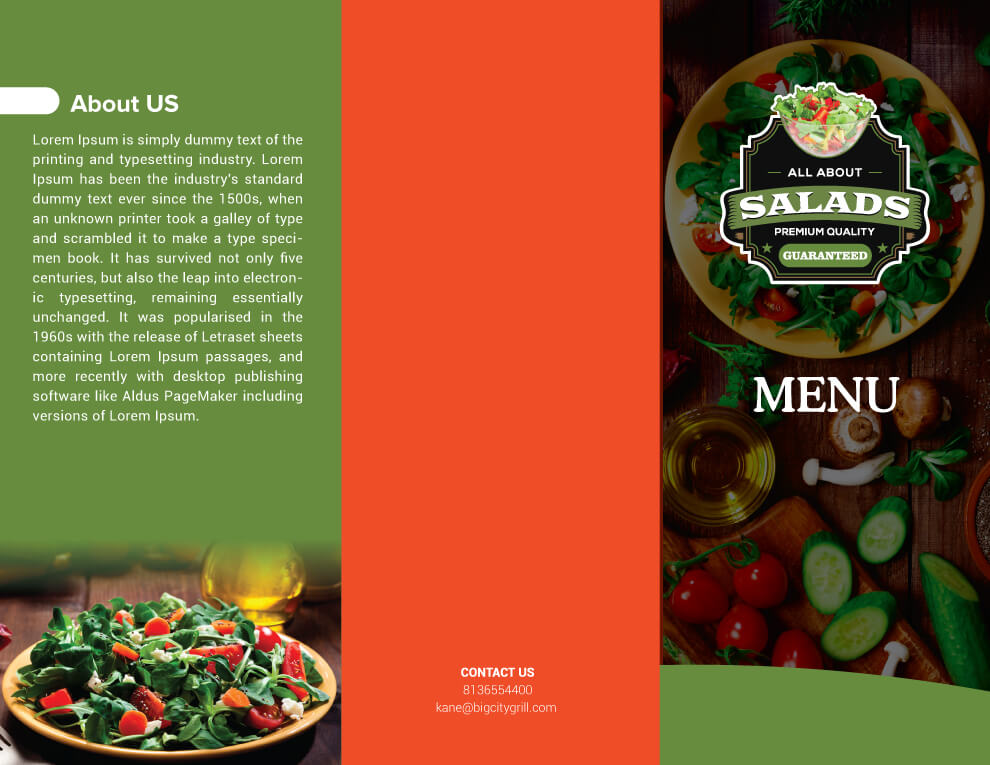 About US
Lorem Ipsum is simply dummy text of the
printing and typesetting industry. Lorem
Ipsum has been the industry's standard
dummy text ever since the 1500s, when
an unknown printer took a galley of type
and scrambled it to make a type speci-
men book. It has survived not only five
centuries, but also the leap into electron-
ic typesetting, remaining essentially
unchanged. It was popularised in the
1960s with the release of Letraset sheets
containing Lorem Ipsum passages, and
more recently with desktop publishing
software like Aldus PageMaker including
versions of Lorem Ipsum.
CONTACT US
8136554400
kane@bigcitygrill.com
ALL ABOUT
SALADS
PREMIUM QUALITY
GUARANTEED
MENU